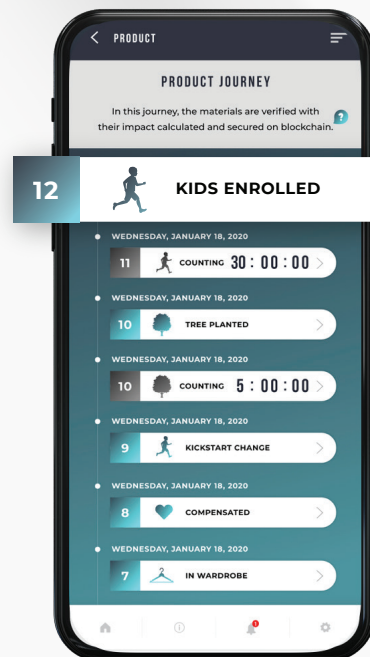 PRODUCT
PRODUCT JOURNEY
In this journey, the materials are verified with
their impact calculated and secured on blockchain.
?
12 KIDS ENROLLED
WEDNESDAY, JANUARY 18, 2020
11 COUNTING 30 : 00 : 00
WEDNESDAY, JANUARY 18, 2020
10 TREE PLANTED
WEDNESDAY, JANUARY 18, 2020
10 COUNTING 5 : 00 : 00
WEDNESDAY, JANUARY 18, 2020
9 KICKSTART CHANGE
WEDNESDAY, JANUARY 18, 2020
8 COMPENSATED
WEDNESDAY, JANUARY 18, 2020
7 IN WARDROBE
1